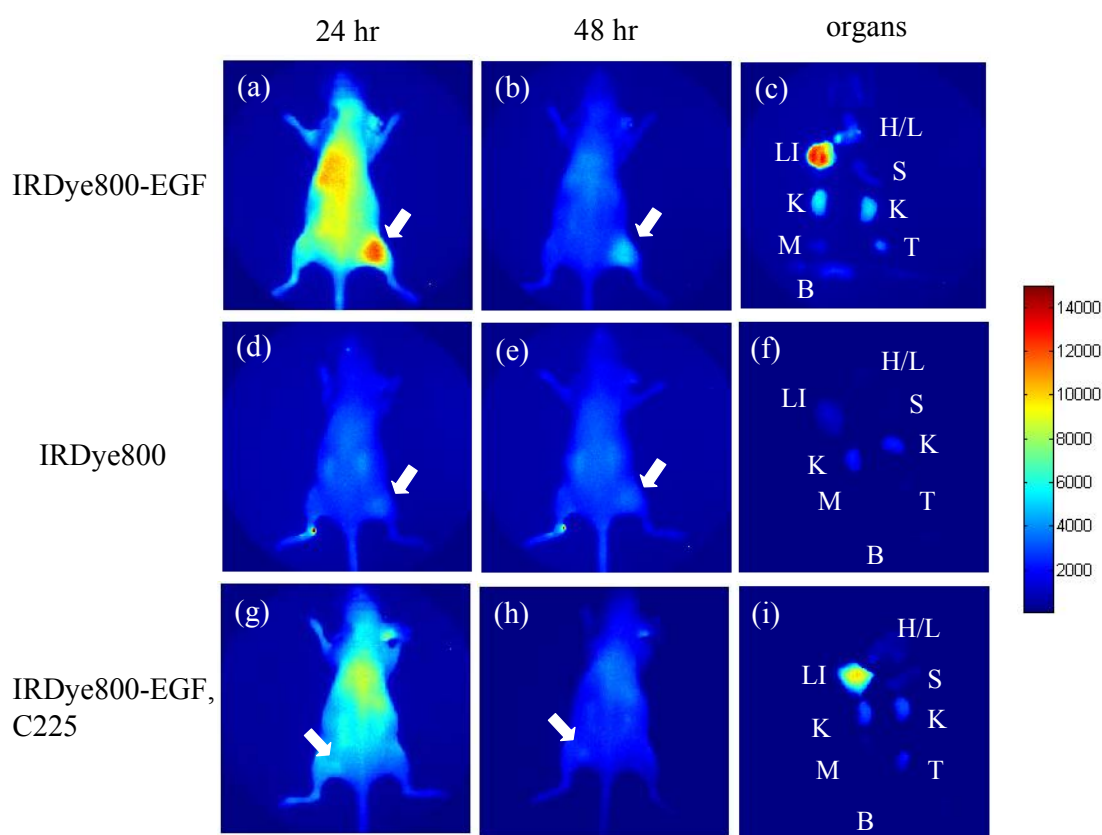 24 hr
48 hr
organs
IRDye800-EGF
(a)
(b)
(c)
H/L
LI
S
K
K
M
T
B
IRDye800
(d)
(e)
(f)
H/L
LI
S
K
K
M
T
B
IRDye800-EGF,
C225
(g)
(h)
(i)
H/L
LI
S
K
K
M
T
B
14000
12000
10000
8000
6000
4000
2000